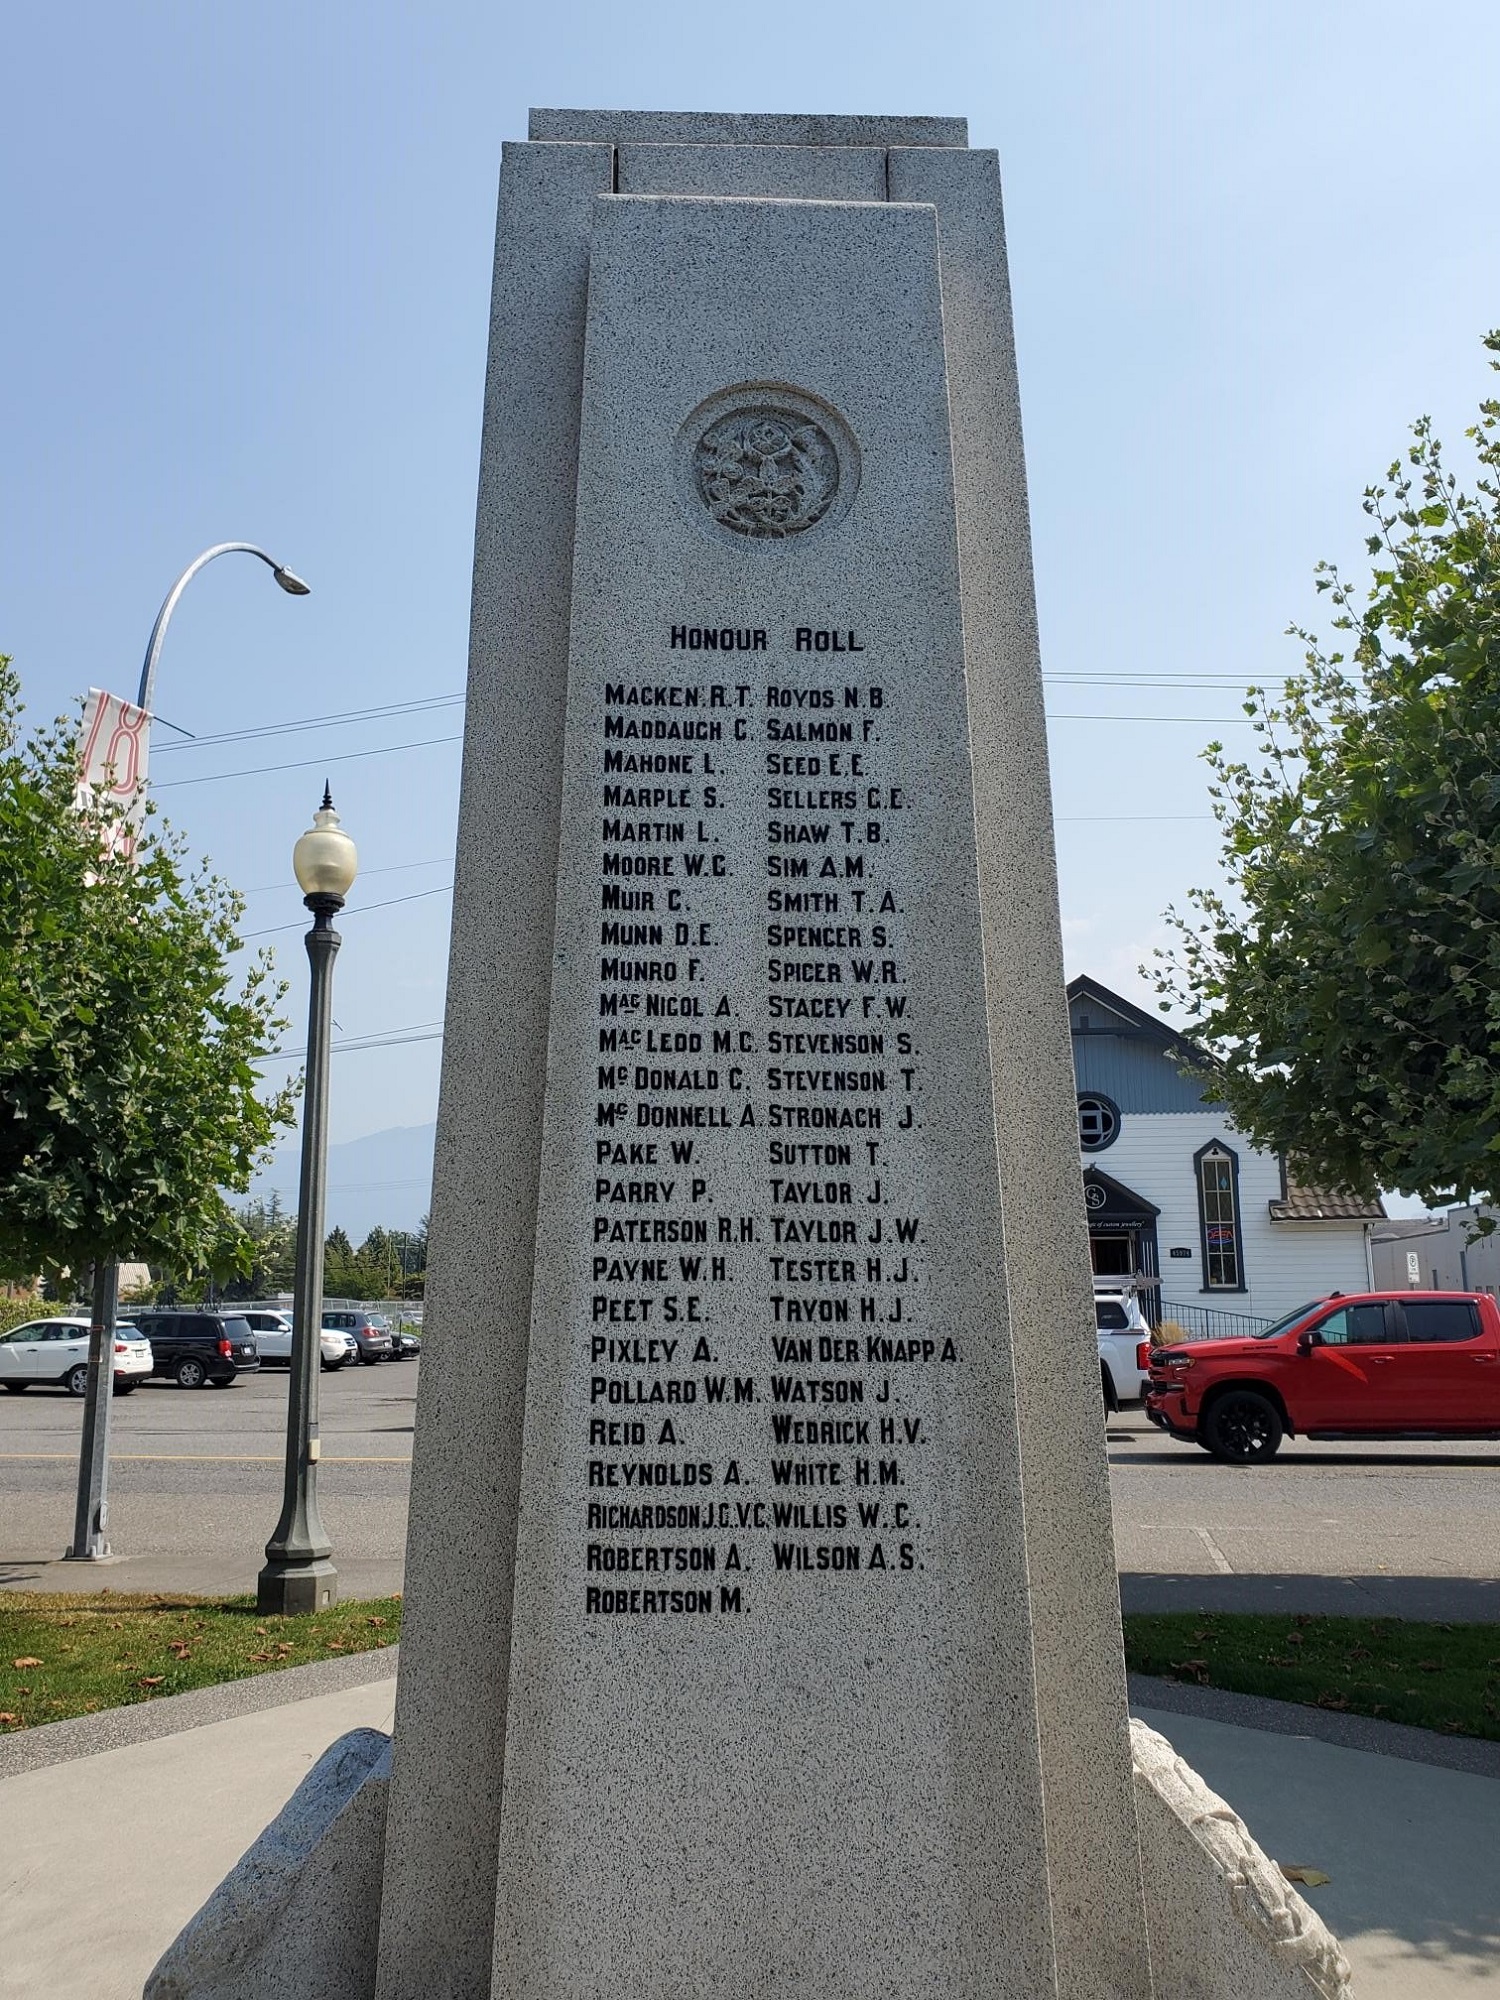 HONOUR ROLL
MACKEN. R.T.
MADDAUGH C.
MAHONE L.
MARPLE S.
MARTIN L.
MOORE W.C.
MUIR C.
MUNN D.E.
MUNRO F.
MAC NICOL A.
MAC LEOD M.C.
MC DONALD C.
MC DONNELL A.
PAKE W.
PARRY P.
PATERSON R.H.
PAYNE W.H.
PEET S.E.
PIXLEY A.
POLLARD W.M.
REID A.
REYNOLDS A.
RICHARDSON J.C.V.C.
ROBERTSON A.
ROBERTSON M.
ROYDS N.B.
SALMON F.
SEED E.E.
SELLERS C.E.
SHAW T.B.
SIM A.M.
SMITH T.A.
SPENCER S.
SPICER W.R.
STACEY F.W.
STEVENSON S.
STEVENSON T.
STRONACH J.
SUTTON T.
TAYLOR J.
TAYLOR J.W.
TESTER H.J.
TRYON H.J.
VAN DER KNAPP A.
WATSON J.
WEDRICK H.V.
WHITE H.M.
WILLIS W.C.
WILSON A.S.
OPEN